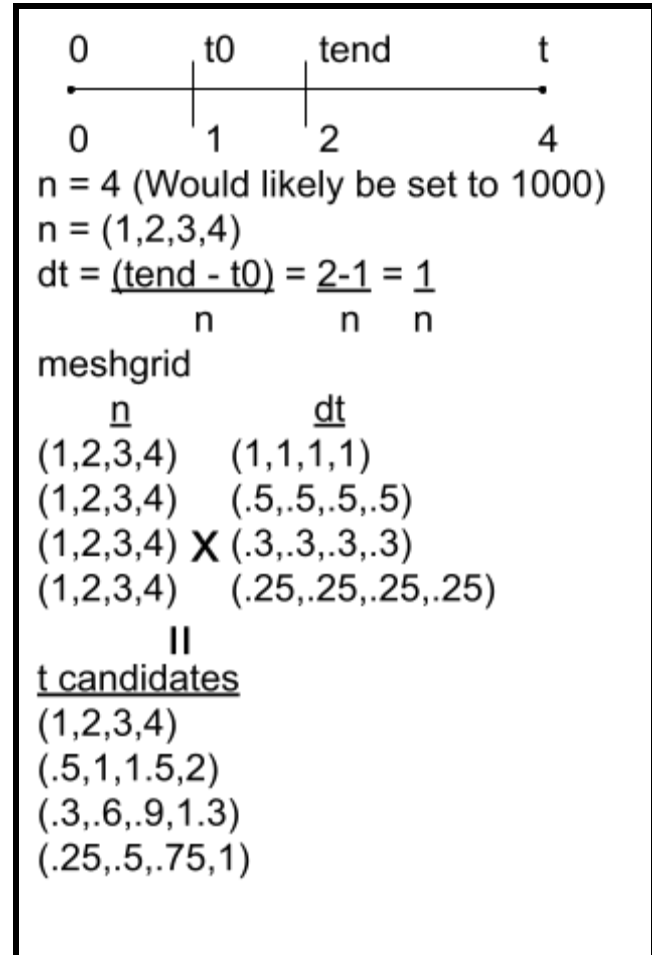 0 t0 tend t
0 1 2 4
n = 4 (Would likely be set to 1000)
n = (1,2,3,4)
dt = (tend - t0) = 2-1 = 1
n n n
meshgrid
n dt
(1,2,3,4) (1,1,1,1)
(1,2,3,4) (.5,.5,.5,.5)
(1,2,3,4) X (.3,.3,.3,.3)
(1,2,3,4) (.25,.25,.25,.25)
=
t candidates
(1,2,3,4)
(.5,1,1.5,2)
(.3,.6,.9,1.3)
(.25,.5,.75,1)